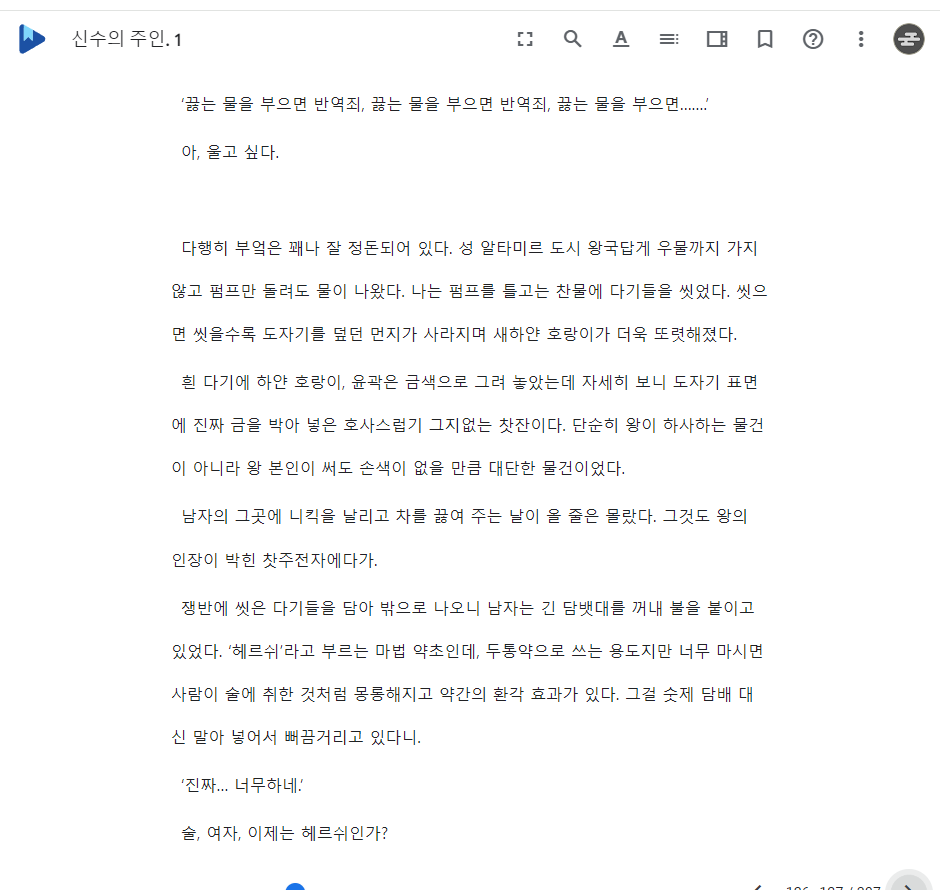 신수의 주인. 1
‘끓는 물을 부으면 반역죄, 끓는 물을 부으면 반역죄, 끓는 물을 부으면.......’
아, 울고 싶다.
다행히 부엌은 꽤나 잘 정돈되어 있다. 성 알타미르 도시 왕국답게 우물까지 가지
않고 펌프만 돌려도 물이 나왔다. 나는 펌프를 틀고는 찬물에 다기들을 씻었다. 씻으
면 씻을수록 도자기를 덮던 먼지가 사라지며 새하얀 호랑이가 더욱 또렷해졌다.
흰 다기에 하얀 호랑이, 윤곽은 금색으로 그려 놓았는데 자세히 보니 도자기 표면
에 진짜 금을 박아 넣은 호사스럽기 그지없는 찻잔이다. 단순히 왕이 하사하는 물건
이 아니라 왕 본인이 써도 손색이 없을 만큼 대단한 물건이었다.
남자의 그곳에 니킥을 날리고 차를 끓여 주는 날이 올 줄은 몰랐다. 그것도 왕의
인장이 박힌 찻주전자에다가.
쟁반에 씻은 다기들을 담아 밖으로 나오니 남자는 긴 담뱃대를 꺼내 불을 붙이고
있었다. ‘헤르쉬’라고 부르는 마법 약초인데, 두통약으로 쓰는 용도지만 너무 마시면
사람이 술에 취한 것처럼 몽롱해지고 약간의 환각 효과가 있다. 그걸 숫제 담배 대
신 말아 넣어서 뻐끔거리고 있다니.
‘진짜... 너무하네.’
술, 여자, 이제는 헤르쉬인가?